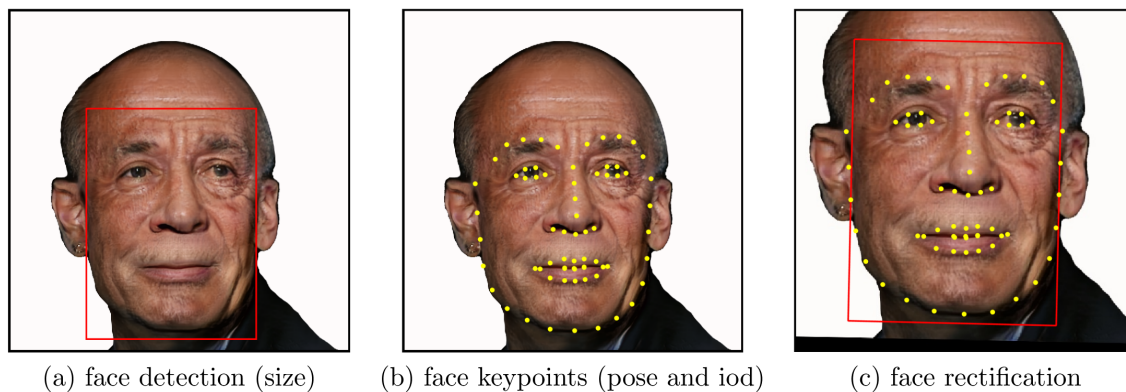 (a) face detection (size)
(b) face keypoints (pose and iod)
(c) face rectification